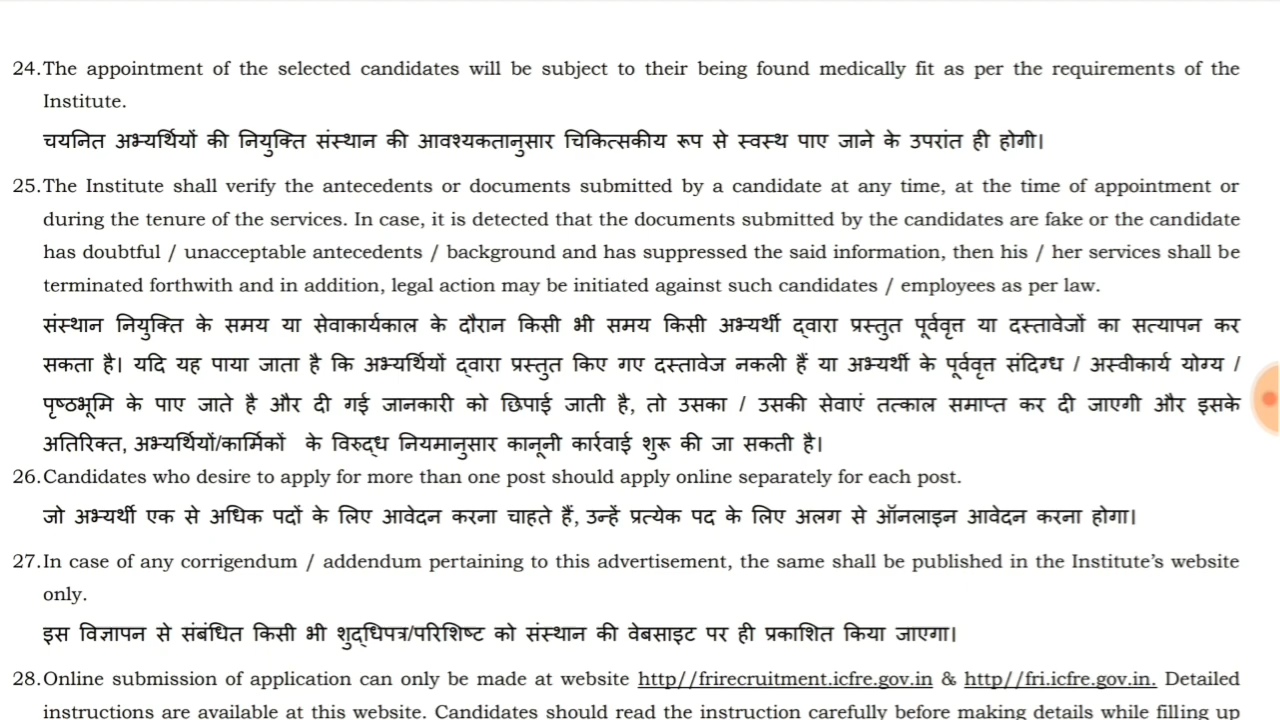 24.The appointment of the selected candidates will be subject to their being found medically fit as per the requirements of the
Institute.
चयनित अभ्यर्थियों की नियुक्ति संस्थान की आवश्यकतानुसार चिकित्सकीय रूप से स्वस्थ पाए जाने के उपरांत ही होगी।
25.The Institute shall verify the antecedents or documents submitted by a candidate at any time, at the time of appointment or
during the tenure of the services. In case, it is detected that the documents submitted by the candidates are fake or the candidate
has doubtful / unacceptable antecedents / background and has suppressed the said information, then his / her services shall be
terminated forthwith and in addition, legal action may be initiated against such candidates / employees as per law.
संस्थान नियुक्ति के समय या सेवाकार्यकाल के दौरान किसी भी समय किसी अभ्यर्थी द्वारा प्रस्तुत पूर्ववृत्त या दस्तावेजों का सत्यापन कर
सकता है। यदि यह पाया जाता है कि अभ्यर्थियों द्वारा प्रस्तुत किए गए दस्तावेज नकली हैं या अभ्यर्थी के पूर्ववृत्त संदिग्ध / अस्वीकार्य योग्य /
पृष्ठभूमि के पाए जाते है और दी गई जानकारी को छिपाई जाती है, तो उसका / उसकी सेवाएं तत्काल समाप्त कर दी जाएगी और इसके
अतिरिक्त, अभ्यर्थियों/कार्मिकों के विरुद्ध नियमानुसार कानूनी कार्रवाई शुरू की जा सकती है।
26.Candidates who desire to apply for more than one post should apply online separately for each post.
जो अभ्यर्थी एक से अधिक पदों के लिए आवेदन करना चाहते हैं, उन्हें प्रत्येक पद के लिए अलग से ऑनलाइन आवेदन करना होगा।
27.In case of any corrigendum / addendum pertaining to this advertisement, the same shall be published in the Institute’s website
only.
इस विज्ञापन से संबंधित किसी भी शुद्धिपत्र/परिशिष्ट को संस्थान की वेबसाइट पर ही प्रकाशित किया जाएगा।
28.Online submission of application can only be made at website http//frirecruitment.icfre.gov.in & http//fri.icfre.gov.in. Detailed
instructions are available at this website. Candidates should read the instruction carefully before making details while filling up